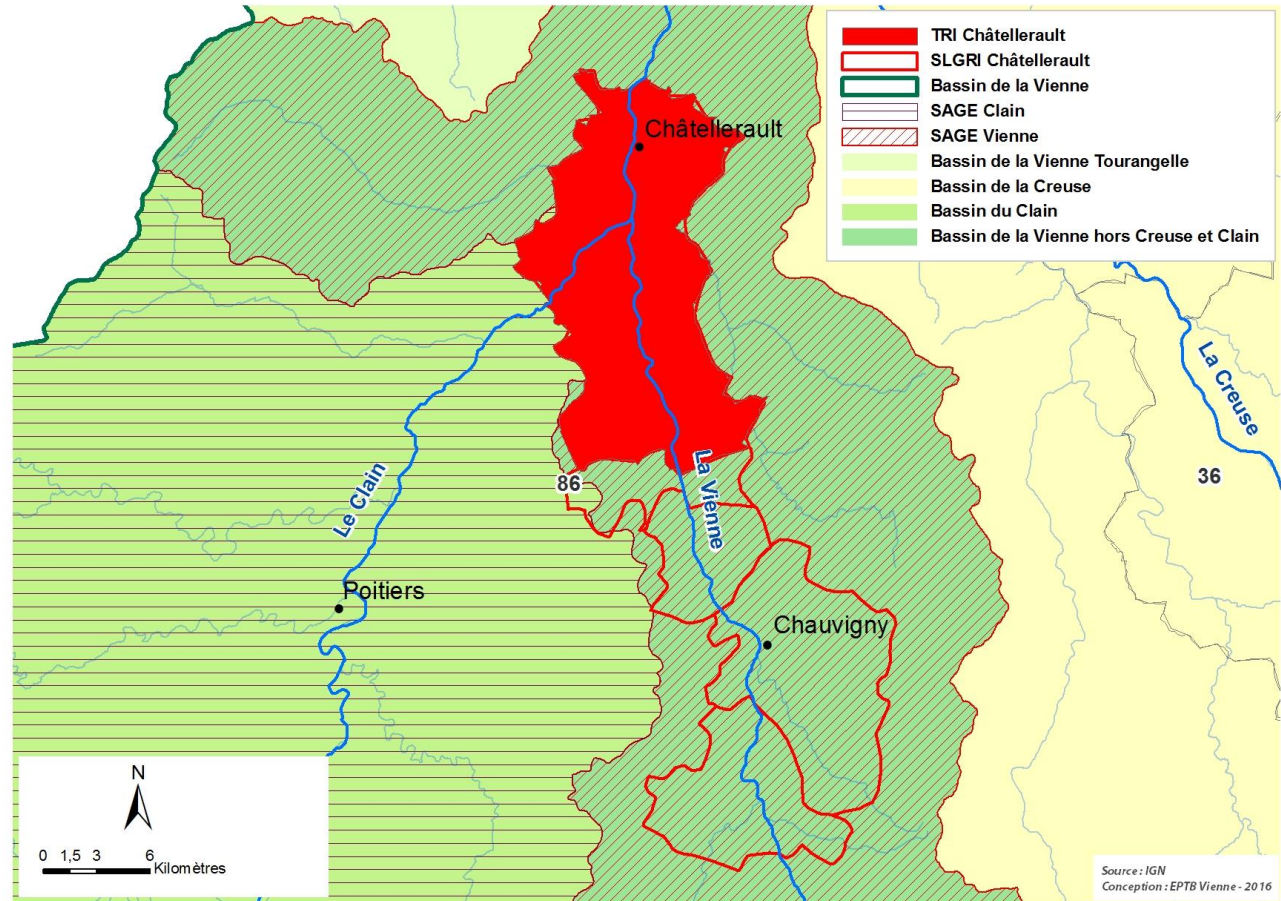 TRI Châtellerault
SLGRI Châtellerault
Bassin de la Vienne
SAGE Clain
SAGE Vienne
Bassin de la Vienne Tourangelle
Bassin de la Creuse
Bassin du Clain
Bassin de la Vienne hors Creuse et Clain
Châtellerault
La Creuse
La Vienne
86
36
Le Clain
Poitiers
Chauvigny
N
0 1,5 3 6
Kilomètres
Source : IGN
Conception : EPTB Vienne - 2016